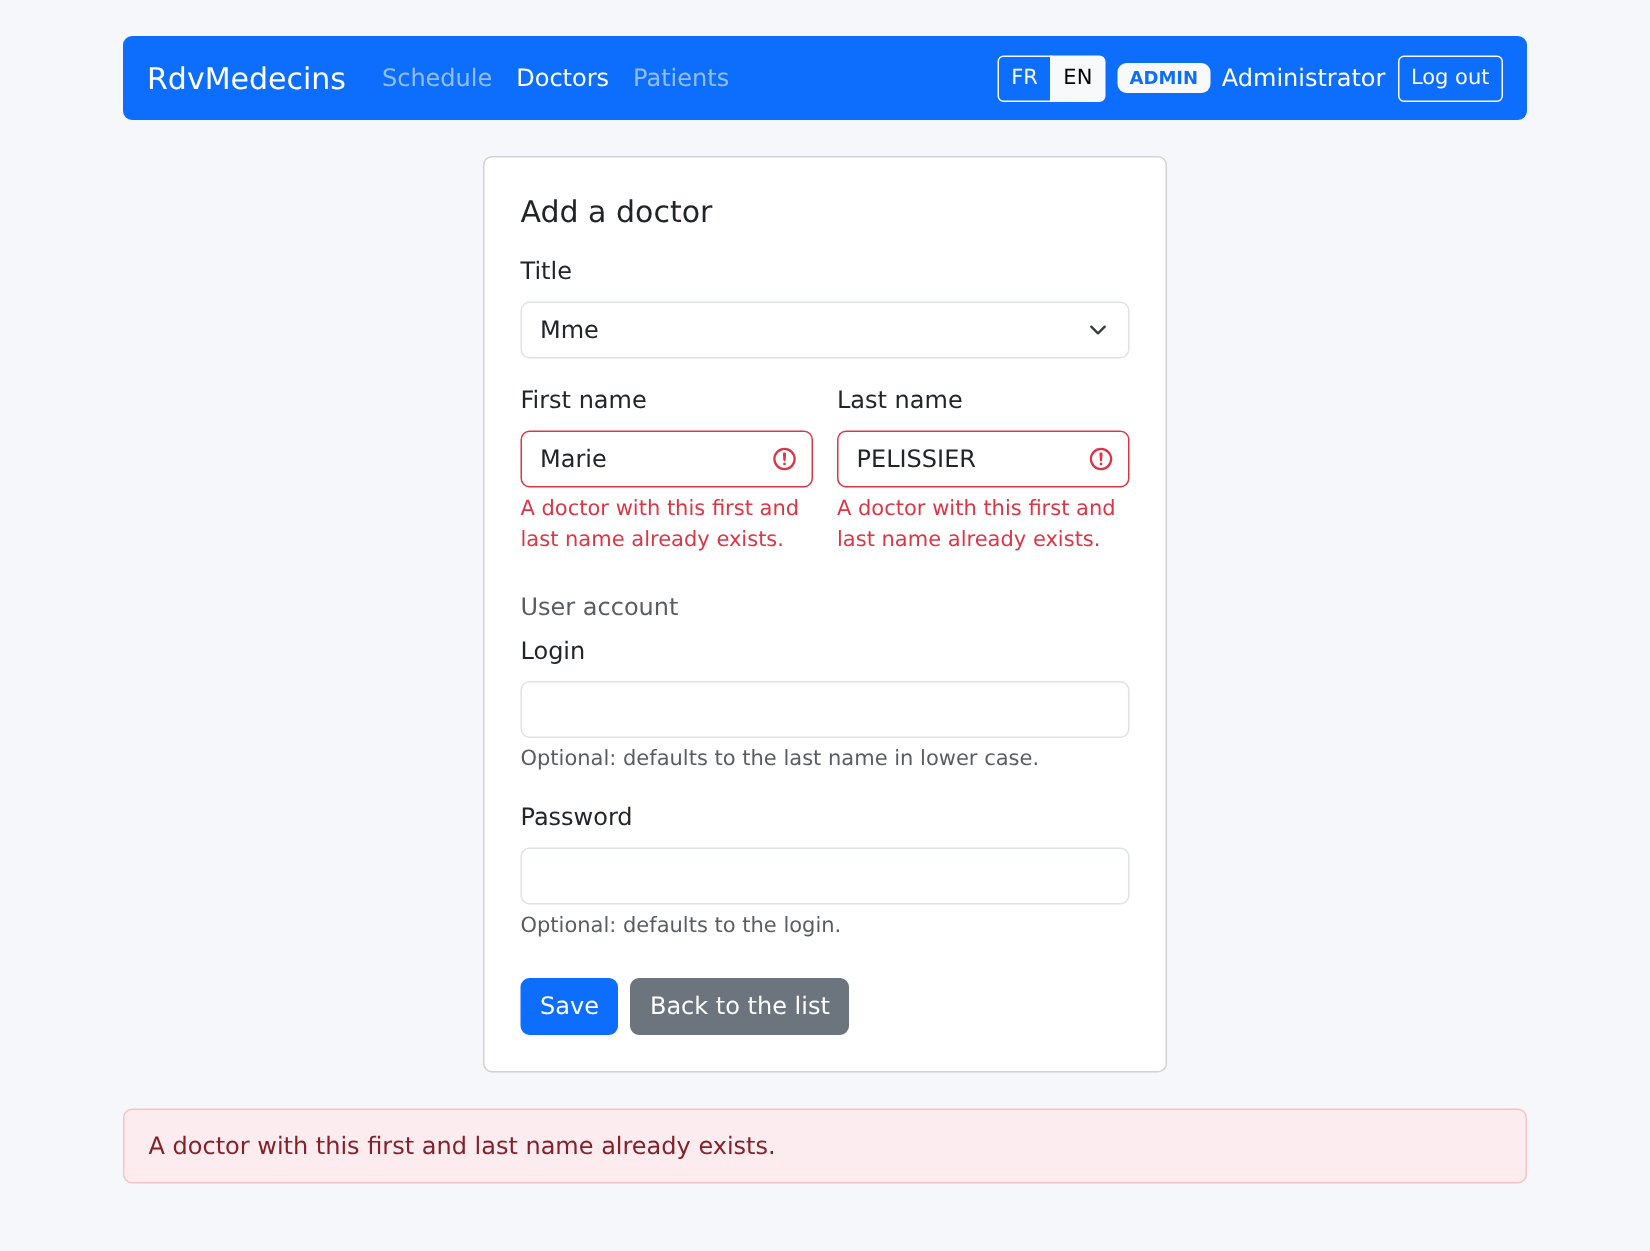 RdvMedecins Schedule Doctors Patients FR EN ADMIN Administrator Log out
Add a doctor
Title
Mme
First name Last name
Marie PELISSIER
A doctor with this first and A doctor with this first and
last name already exists. last name already exists.
User account
Login
Optional: defaults to the last name in lower case.
Password
Optional: defaults to the login.
Save Back to the list
A doctor with this first and last name already exists.